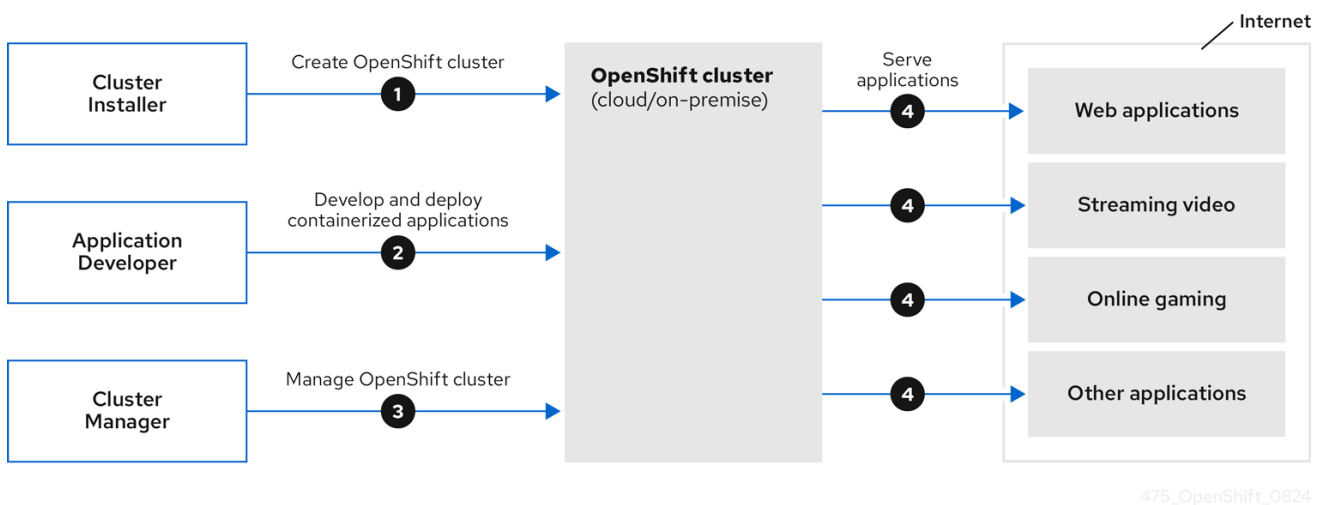 Internet
Cluster
Installer
Create OpenShift cluster
1
OpenShift cluster
(cloud/on-premise)
Serve
applications
4
Web applications
Application
Developer
Develop and deploy
containerized applications
2
4
Streaming video
4
Online gaming
Cluster
Manager
Manage OpenShift cluster
3
4
Other applications
475_OpenShift_0824